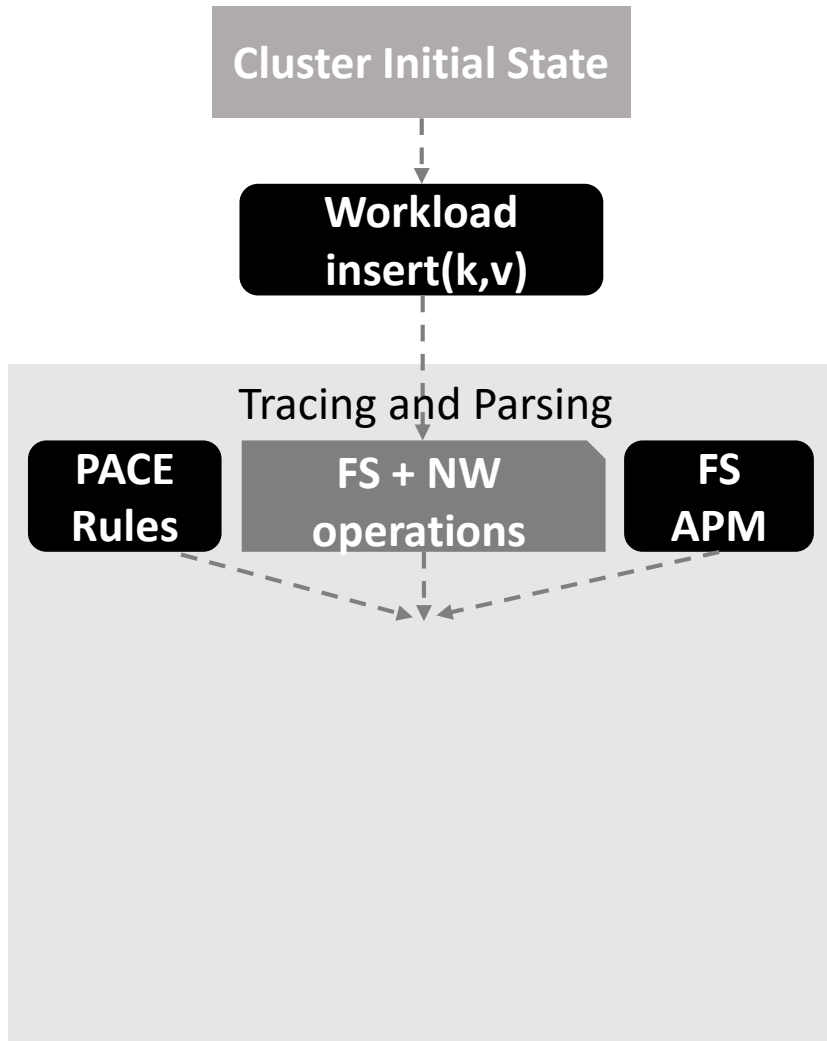 Cluster Initial State
Workload
insert(k,v)
Tracing and Parsing
PACE
Rules
FS + NW
operations
FS
APM